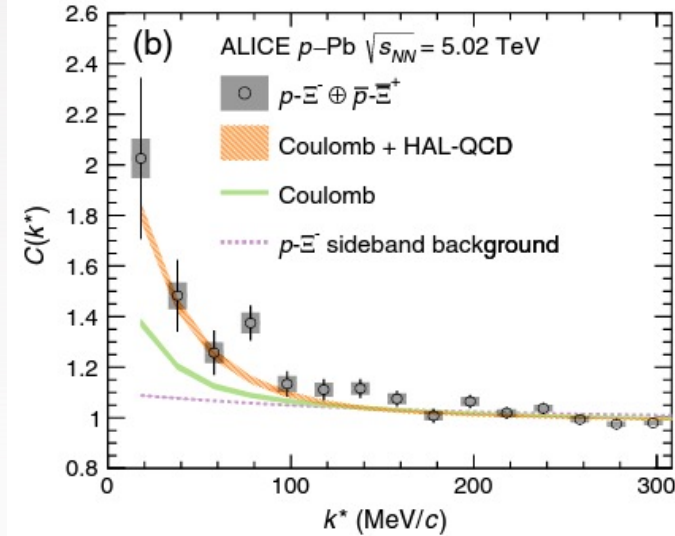 (b)
ALICE p–Pb √s_NN = 5.02 TeV
p-Ξ⁻ ⊕ p̄-Ξ̄⁺
Coulomb + HAL-QCD
Coulomb
p-Ξ⁻ sideband background
C(k*)
2.6
2.4
2.2
2
1.8
1.6
1.4
1.2
1
0.8
0 100 200 300
k* (MeV/c)